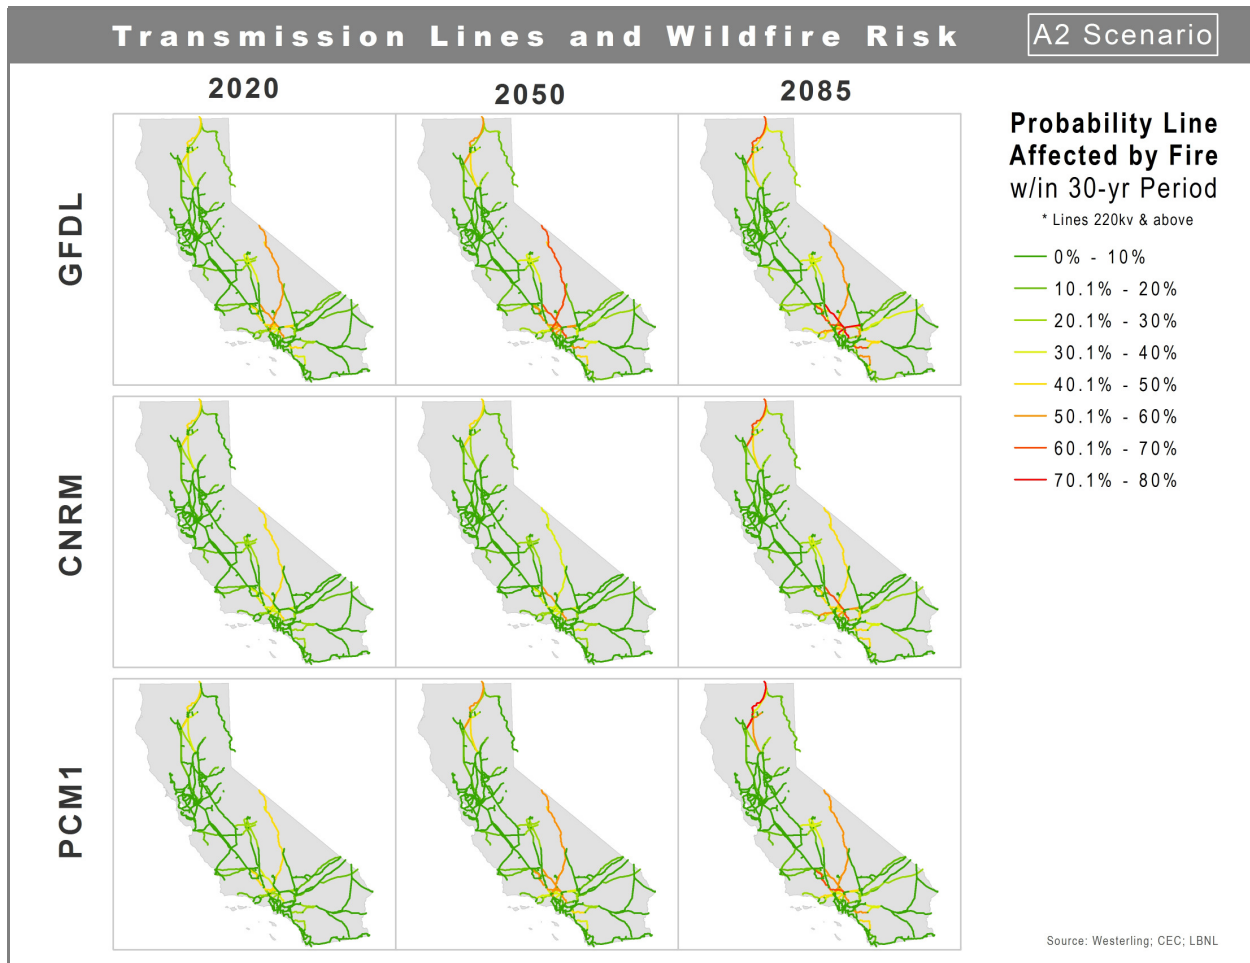 Transmission Lines and Wildfire Risk
A2 Scenario
2020
2050
2085
GFDL
CNRM
PCM1
Probability Line
Affected by Fire
w/in 30-yr Period
* Lines 220kv & above
0% - 10%
10.1% - 20%
20.1% - 30%
30.1% - 40%
40.1% - 50%
50.1% - 60%
60.1% - 70%
70.1% - 80%
Source: Westerling; CEC; LBNL